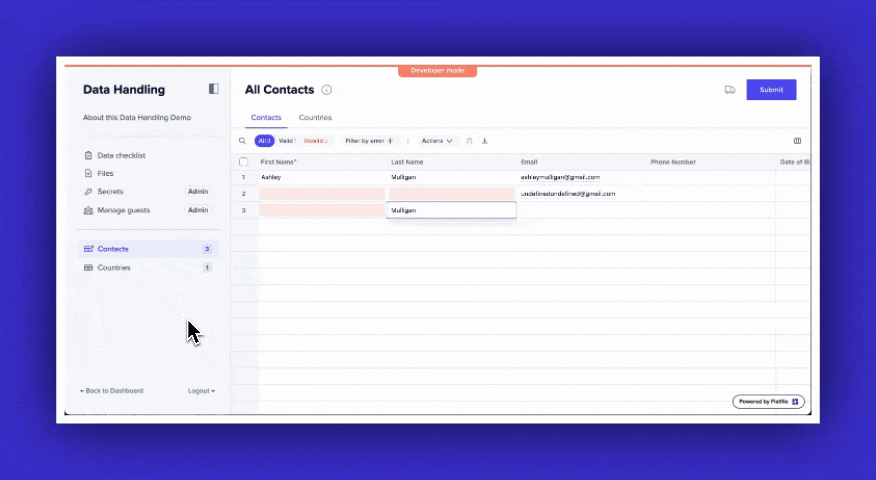 Developer mode
Data Handling
About this Data Handling Demo
Data checklist
Files
Secrets Admin
Manage guests Admin
Contacts 3
Countries 1
Back to Dashboard
Logout
All Contacts
Submit
Contacts Countries
All 3 Valid 1 Invalid 2 Filter by error Actions
First Name* Last Name Email Phone Number Date of Bi
1 Ashley Mulligan ashleymulligan@gmail.com
2 undefinedundefined@gmail.com
3 Mulligan
Powered by Flatfile